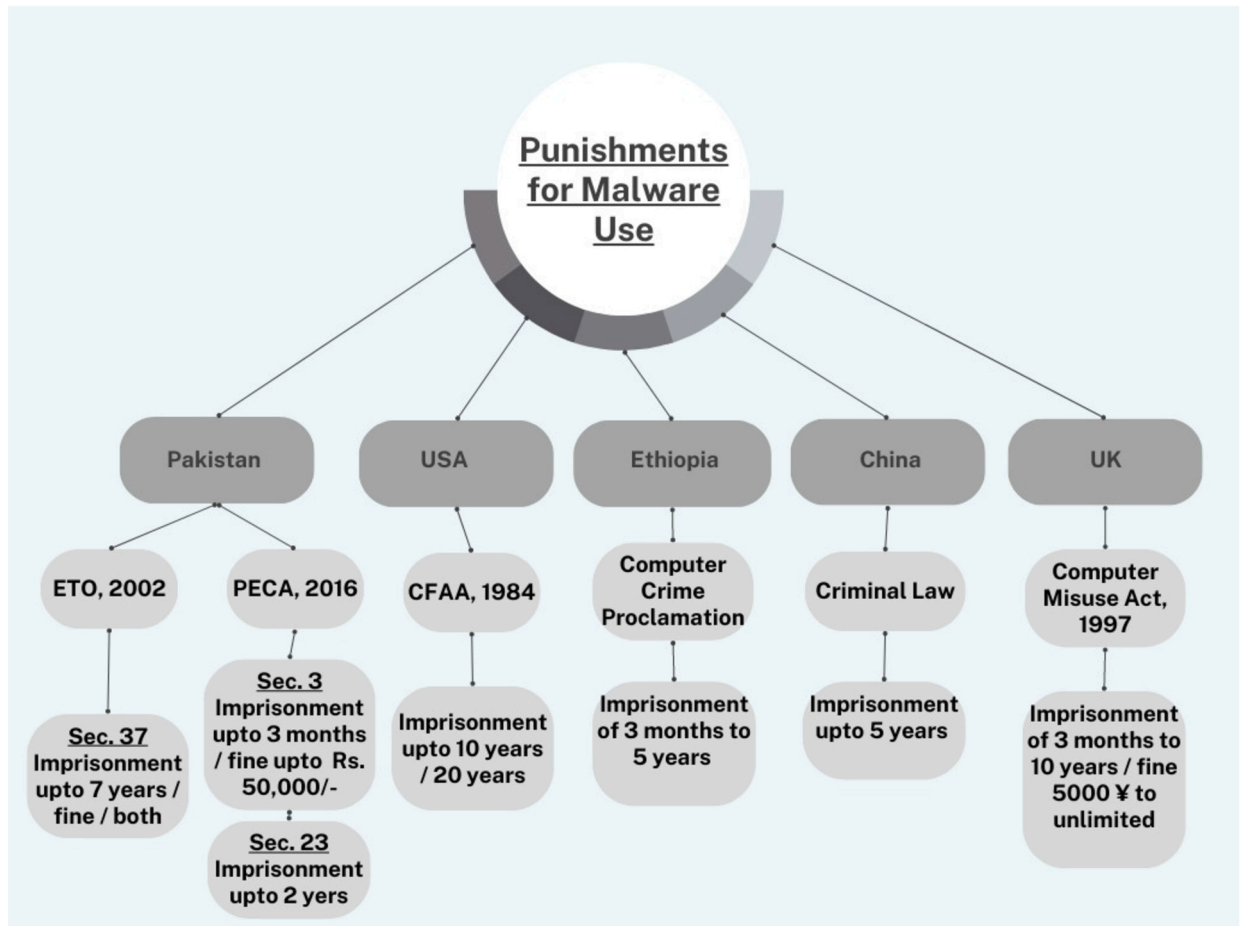 Punishments
for Malware
Use
Pakistan
USA
Ethiopia
China
UK
ETO, 2002
PECA, 2016
CFAA, 1984
Computer
Crime
Proclamation
Criminal Law
Computer
Misuse Act,
1997
Sec. 37
Imprisonment
upto 7 years /
fine / both
Sec. 3
Imprisonment
upto 3 months
/ fine upto Rs.
50,000/-
Sec. 23
Imprisonment
upto 2 yers
Imprisonment
upto 10 years
/ 20 years
Imprisonment
of 3 months to
5 years
Imprisonment
upto 5 years
Imprisonment
of 3 months to
10 years / fine
5000 ¥ to
unlimited